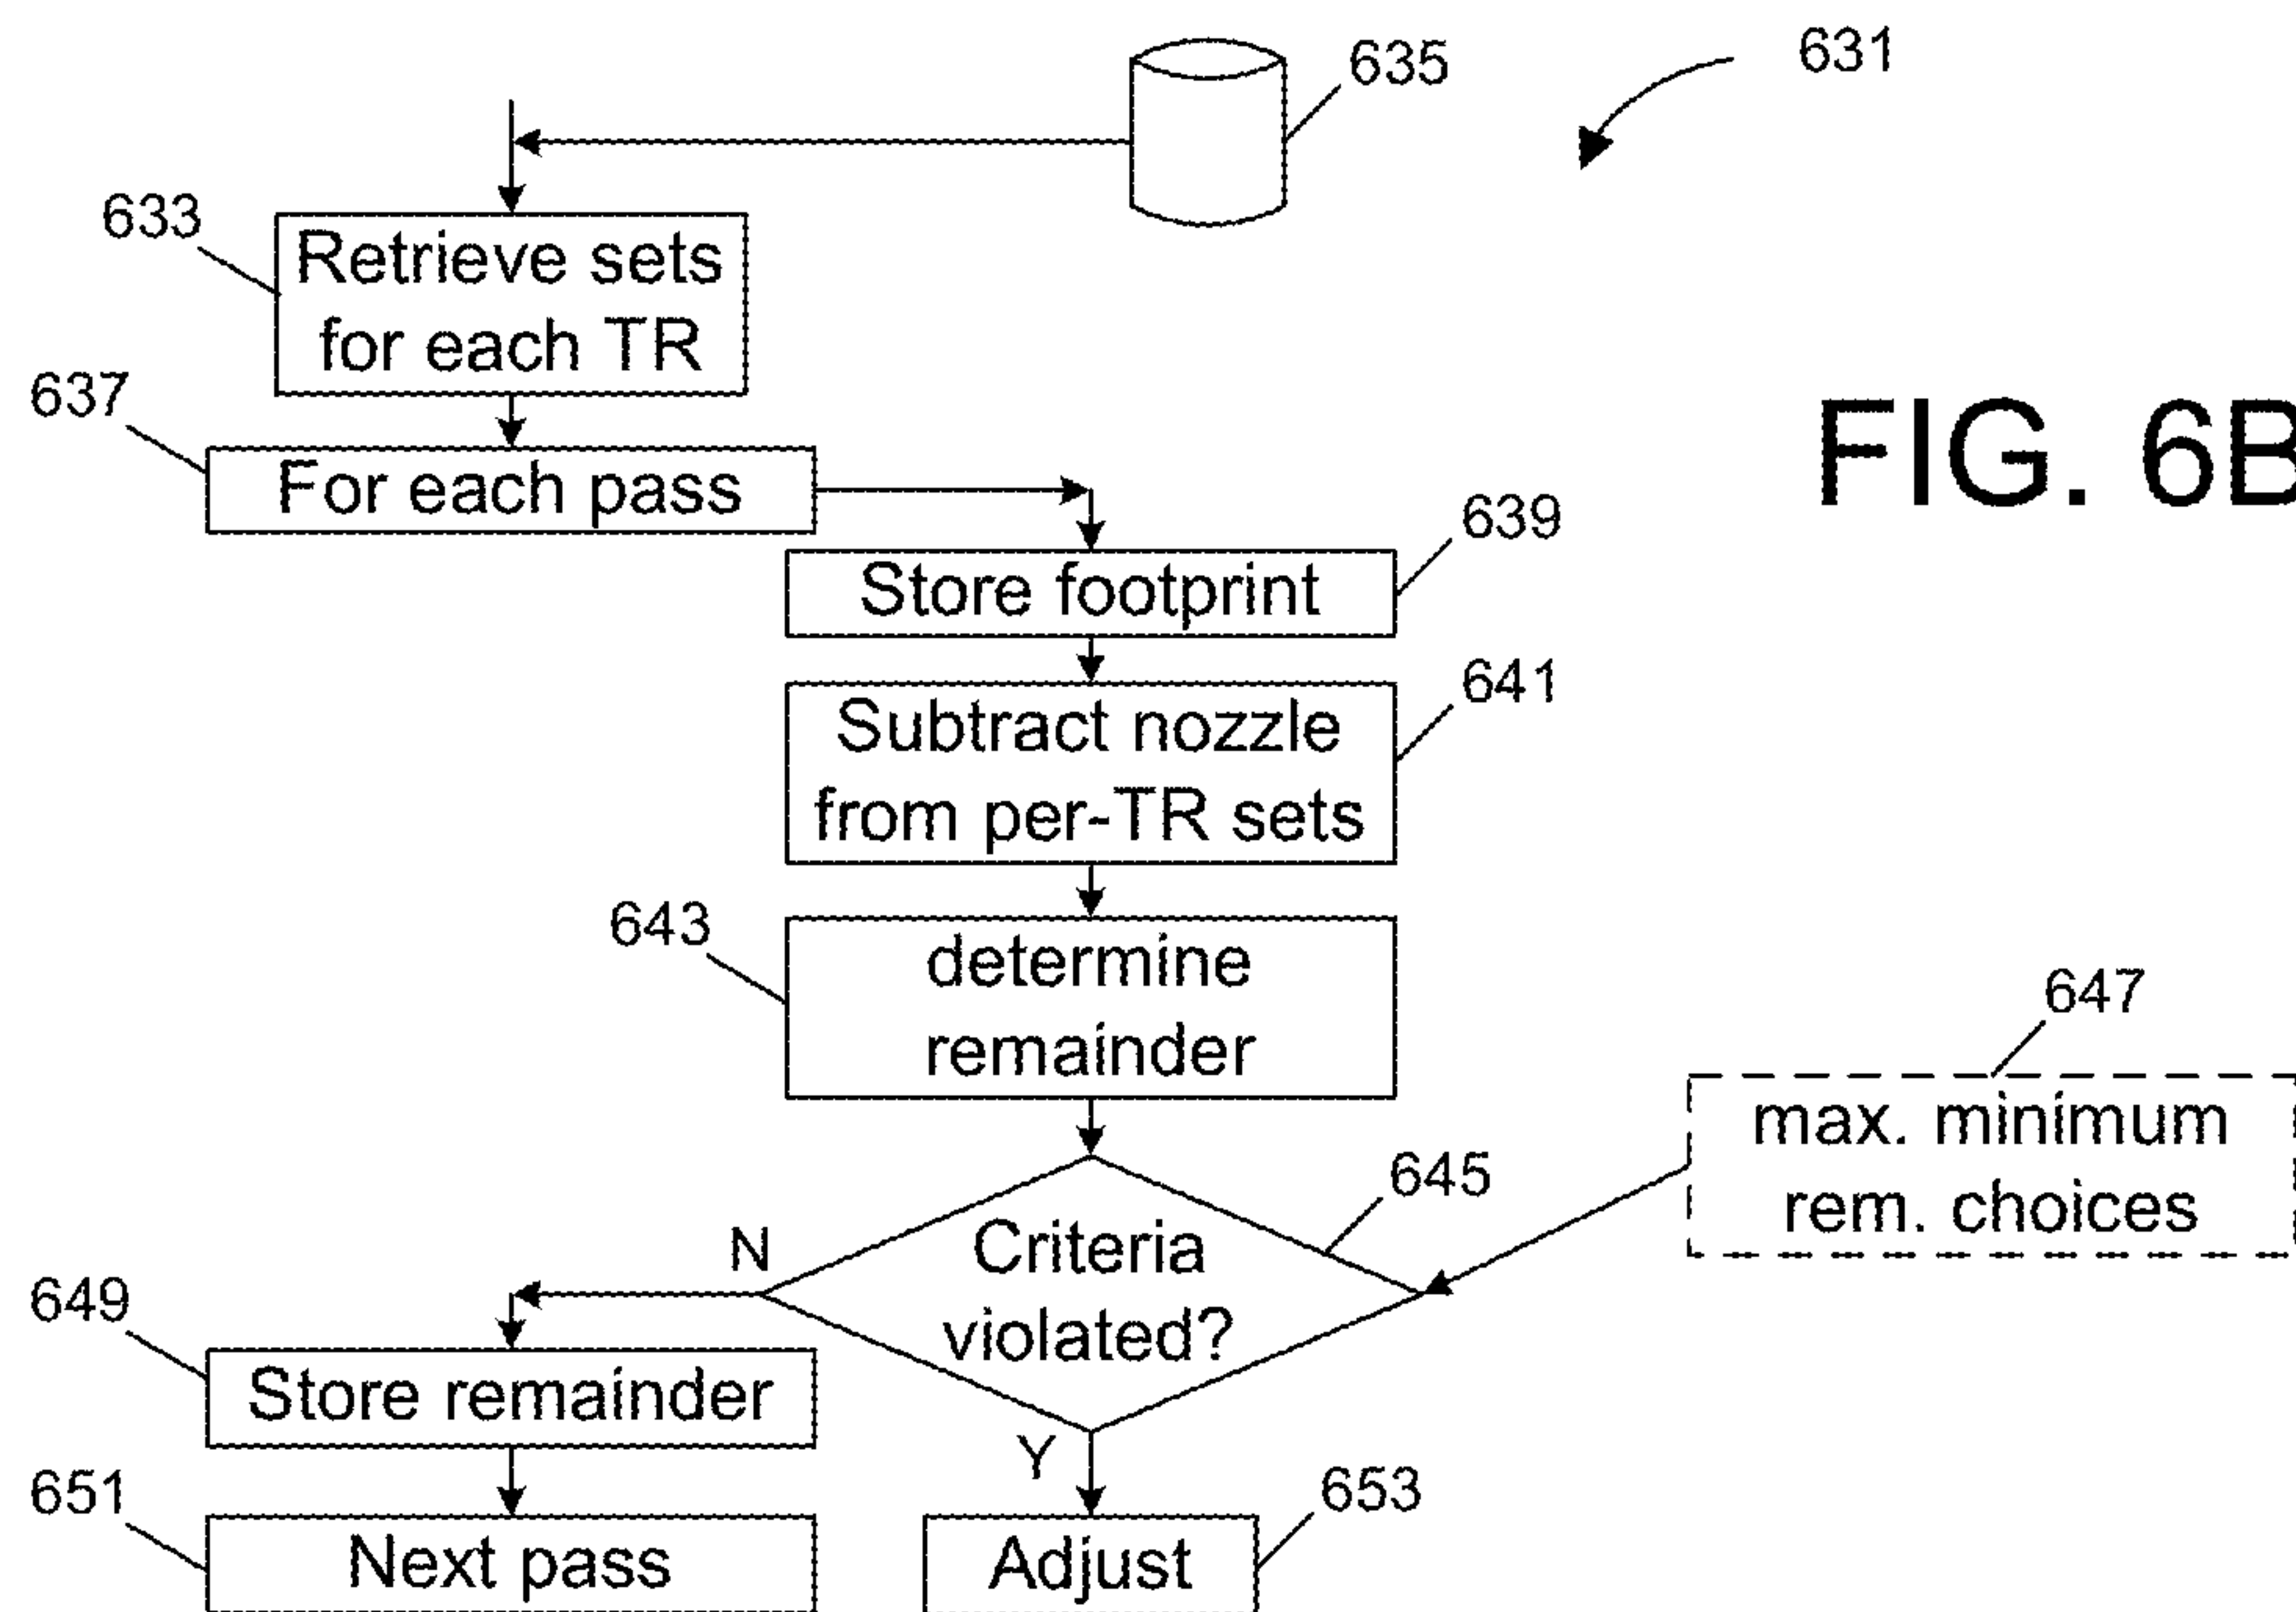 635
631
633
Retrieve sets
for each TR
637
For each pass
FIG. 6B
639
Store footprint
641
Subtract nozzle
from per-TR sets
643
determine
remainder
647
max. minimum
rem. choices
645
Criteria
violated?
N
649
Store remainder
Y
651
Next pass
653
Adjust